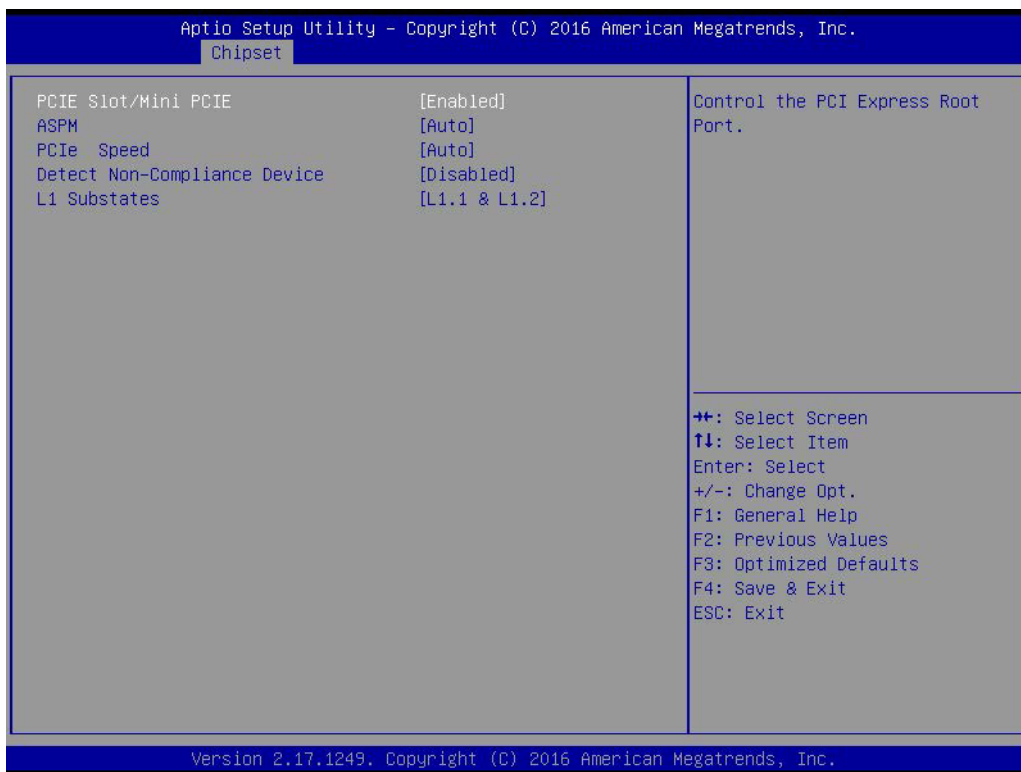 Aptio Setup Utility – Copyright (C) 2016 American Megatrends, Inc.
Chipset
PCIE Slot/Mini PCIE [Enabled]
ASPM [Auto]
PCIe Speed [Auto]
Detect Non-Compliance Device [Disabled]
L1 Substates [L1.1 & L1.2]
Control the PCI Express Root
Port.
→←: Select Screen
↑↓: Select Item
Enter: Select
+/-: Change Opt.
F1: General Help
F2: Previous Values
F3: Optimized Defaults
F4: Save & Exit
ESC: Exit
Version 2.17.1249. Copyright (C) 2016 American Megatrends, Inc.